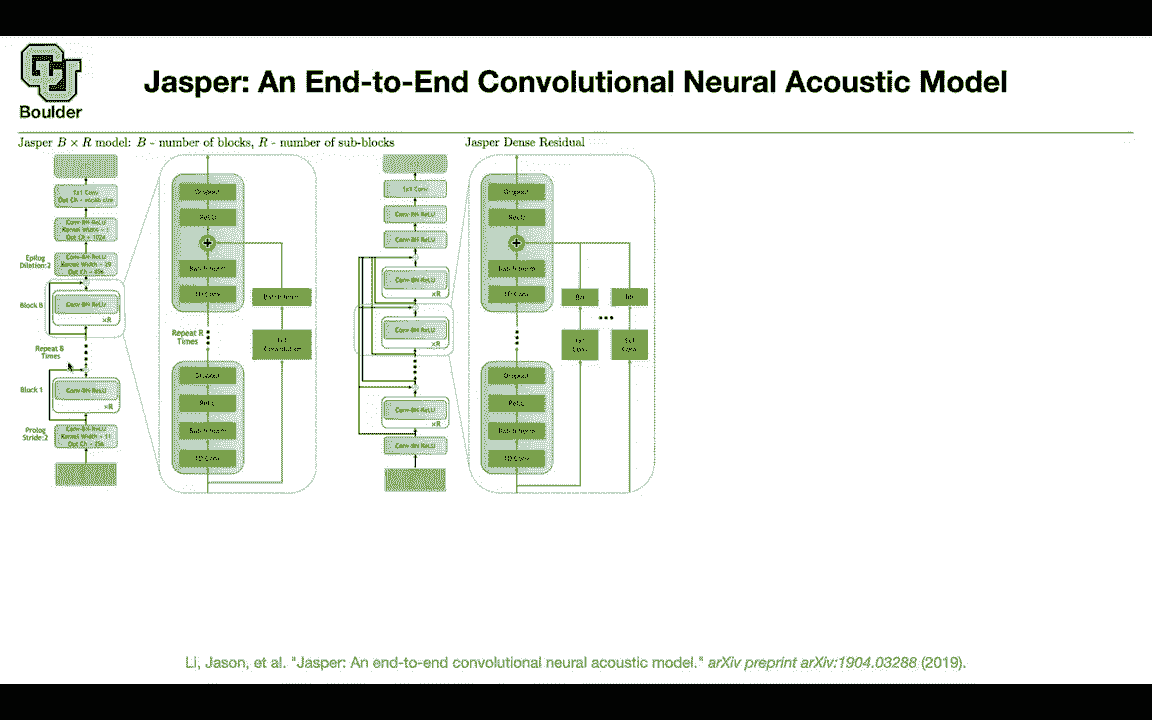 Boulder
Jasper: An End-to-End Convolutional Neural Acoustic Model
Jasper B × R model: B - number of blocks, R - number of sub-blocks
Jasper Dense Residual
1x1 Conv
Out Ch - vocab size
Conv-BN-ReLU
Kernel Width - 1
Out Ch - 1024
Epilog
Dilation:2
Conv-BN-ReLU
Kernel Width - 29
Out Ch - 896
Block B
Conv-BN-ReLU
×R
Repeat B
Times
Block 1
Conv-BN-ReLU
×R
Prolog
Stride:2
Conv-BN-ReLU
Kernel Width - 11
Out Ch - 256
Dropout
ReLU
+
Batch Norm
1D Conv
Repeat R
Times
Batch Norm
1x1
Convolution
Dropout
ReLU
Batch Norm
1D Conv
1x1 Conv
Conv-BN-ReLU
Conv-BN-ReLU
Conv-BN-ReLU
×R
Conv-BN-ReLU
×R
Conv-BN-ReLU
×R
Conv-BN-ReLU
Dropout
ReLU
+
Batch Norm
1D Conv
1x1
Conv
1x1
Conv
Dropout
ReLU
Batch Norm
1D Conv
Li, Jason, et al. "Jasper: An end-to-end convolutional neural acoustic model." arXiv preprint arXiv:1904.03288 (2019).